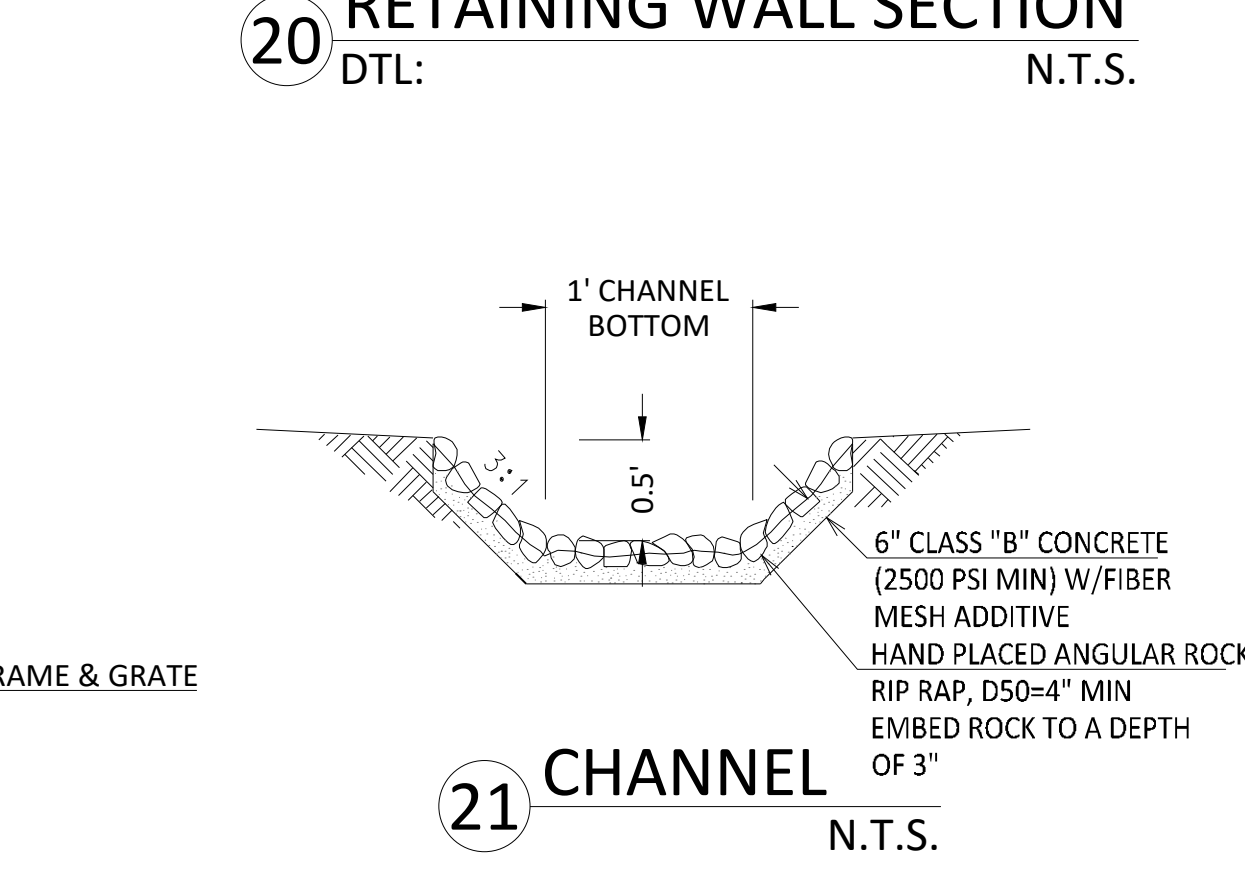 20 RETAINING WALL SECTION
DTL: N.T.S.
1' CHANNEL
BOTTOM
3:1
0.5'
6" CLASS "B" CONCRETE
(2500 PSI MIN) W/FIBER
MESH ADDITIVE
HAND PLACED ANGULAR ROCK
RIP RAP, D50=4" MIN
EMBED ROCK TO A DEPTH
OF 3"
RAME & GRATE
21 CHANNEL
N.T.S.